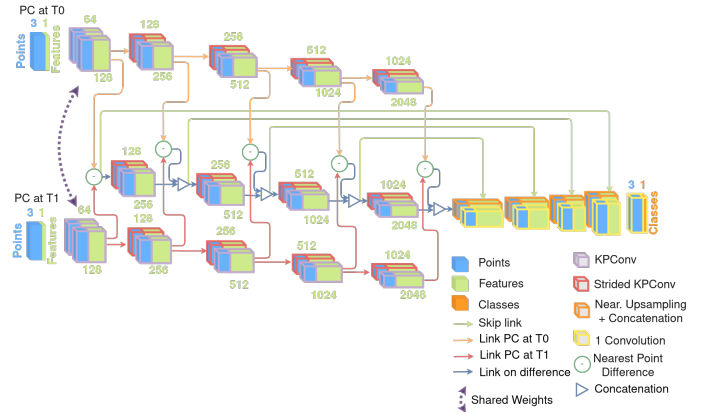 PC at T0
3 1
Points
Features
64
128
128
256
256
512
512
1024
1024
2048
128
256
256
512
512
1024
1024
2048
3 1
Classes
PC at T1
3 1
Points
Features
64
128
128
256
256
512
512
1024
1024
2048
Points
Features
Classes
Skip link
Link PC at T0
Link PC at T1
Link on difference
Shared Weights
KPConv
Strided KPConv
Near. Upsampling
+ Concatenation
1 Convolution
Nearest Point
Difference
Concatenation